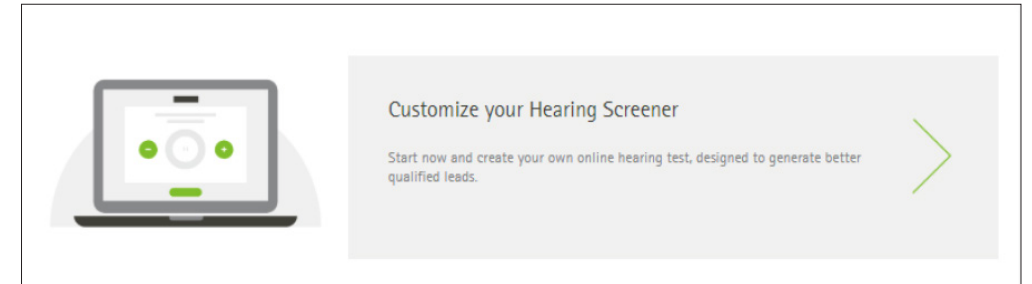 Customize your Hearing Screener
Start now and create your own online hearing test, designed to generate better
qualified leads.